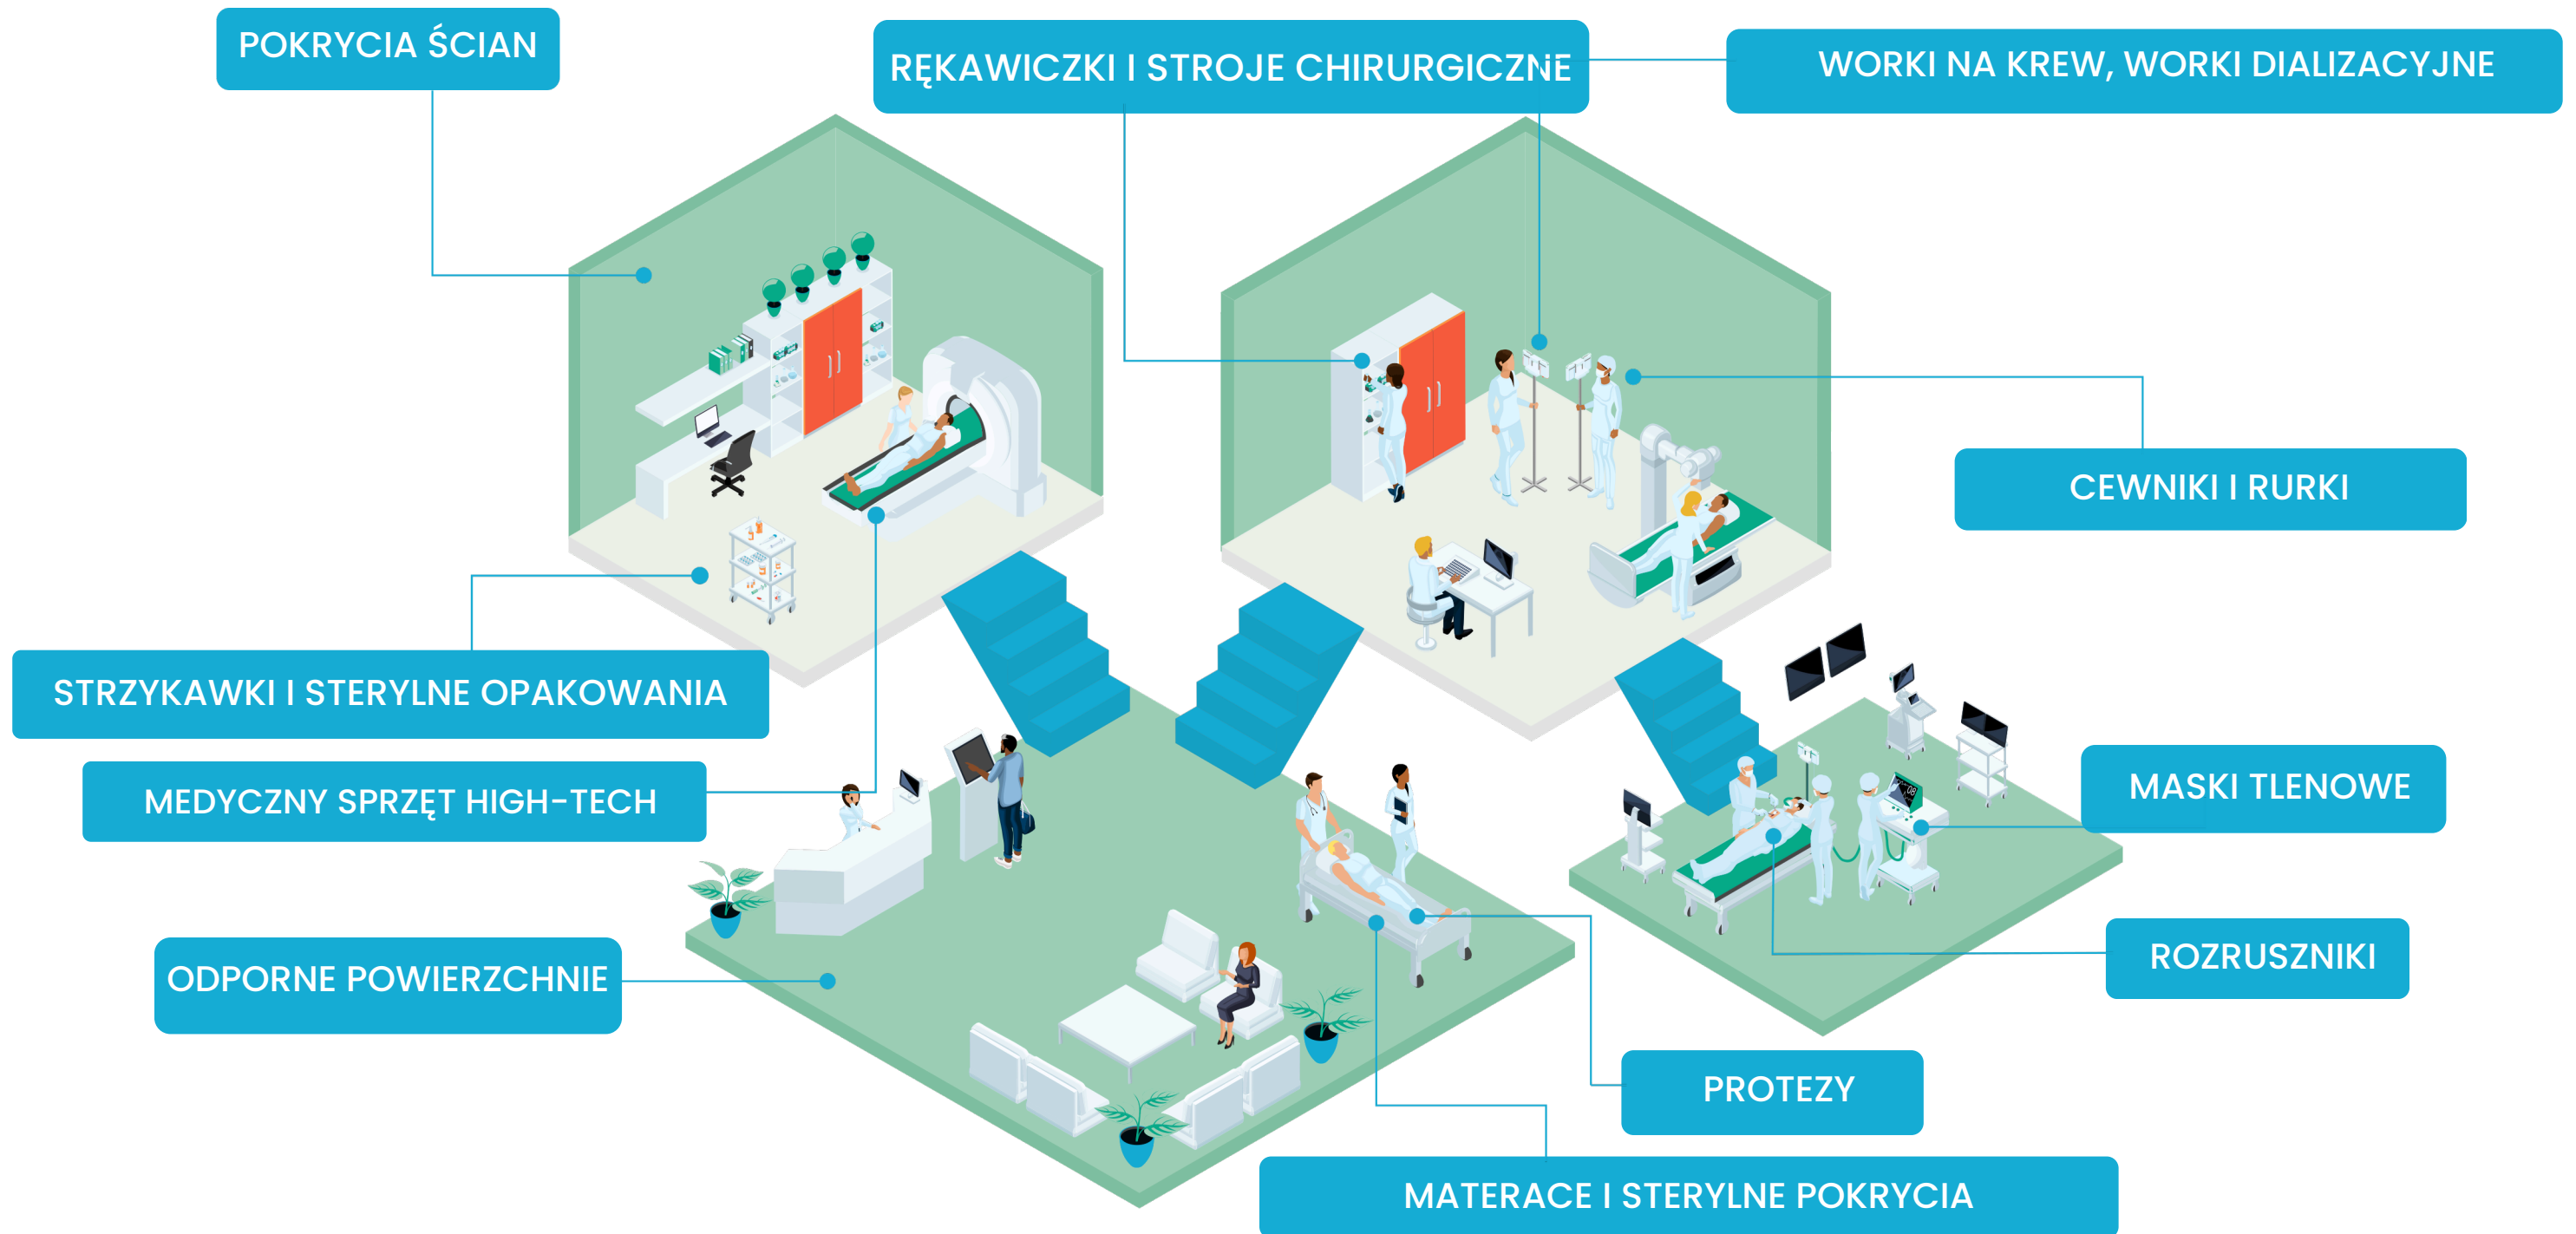 POKRYCIA ŚCIAN
RĘKAWICZKI I STROJE CHIRURGICZNE
WORKI NA KREW, WORKI DIALIZACYJNE
CEWNIKI I RURKI
STRZYKAWKI I STERYLNE OPAKOWANIA
MEDYCZNY SPRZĘT HIGH-TECH
MASKI TLENOWE
08
ODPORNE POWIERZCHNIE
ROZRUSZNIKI
PROTEZY
MATERACE I STERYLNE POKRYCIA